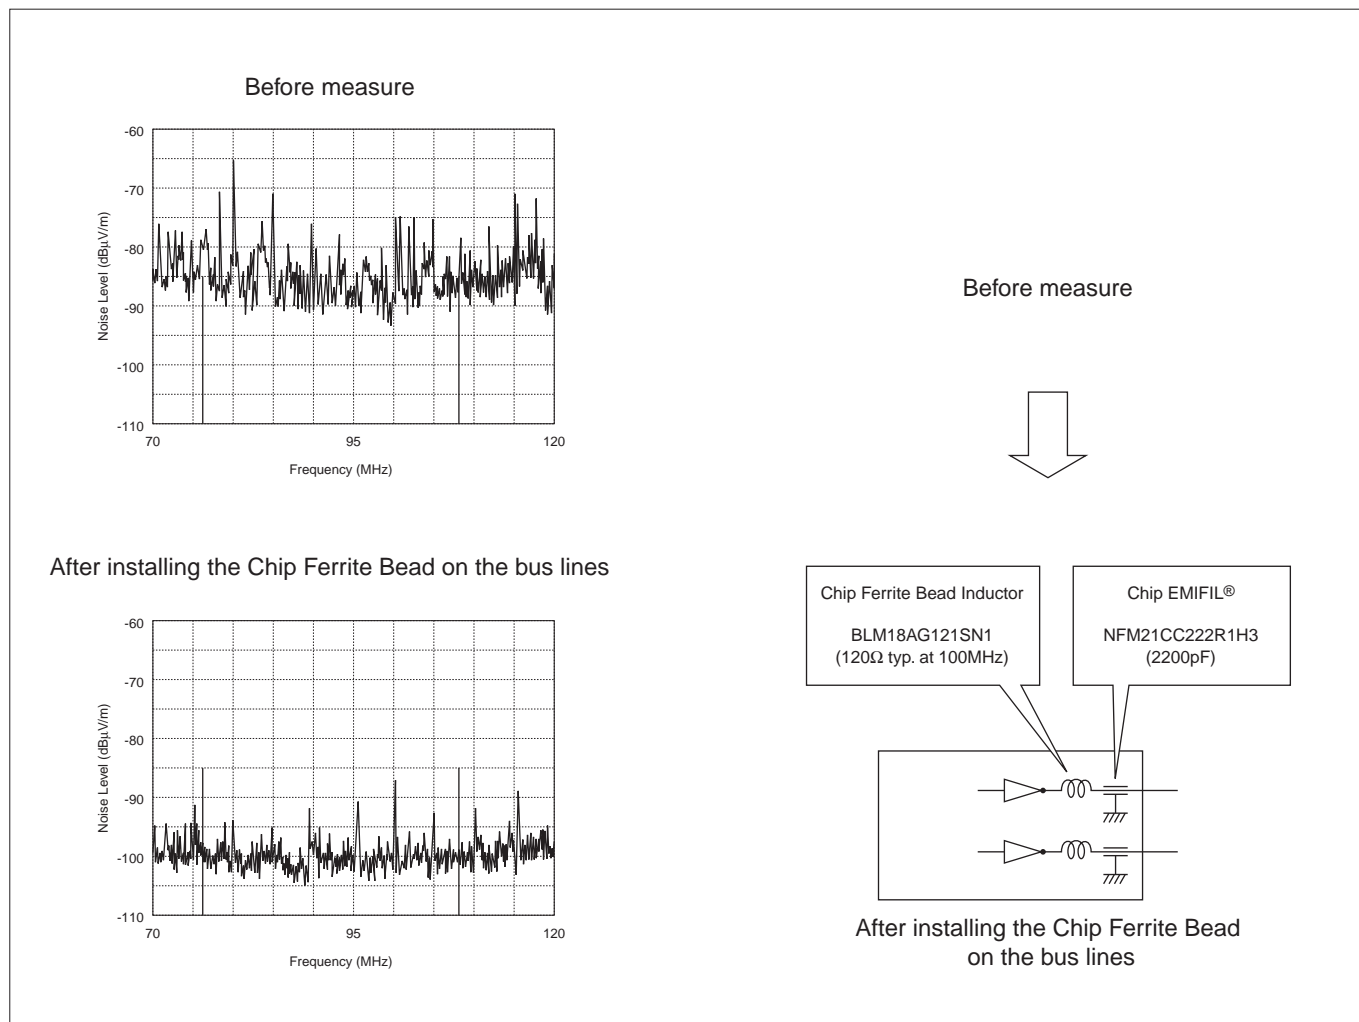 Before measure
-60
-70
-80
-90
-100
-110
Noise Level (dBµV/m)
70
95
120
Frequency (MHz)
After installing the Chip Ferrite Bead on the bus lines
-60
-70
-80
-90
-100
-110
Noise Level (dBµV/m)
70
95
120
Frequency (MHz)
Before measure
Chip Ferrite Bead Inductor
BLM18AG121SN1
(120Ω typ. at 100MHz)
Chip EMIFIL®
NFM21CC222R1H3
(2200pF)
After installing the Chip Ferrite Bead
on the bus lines